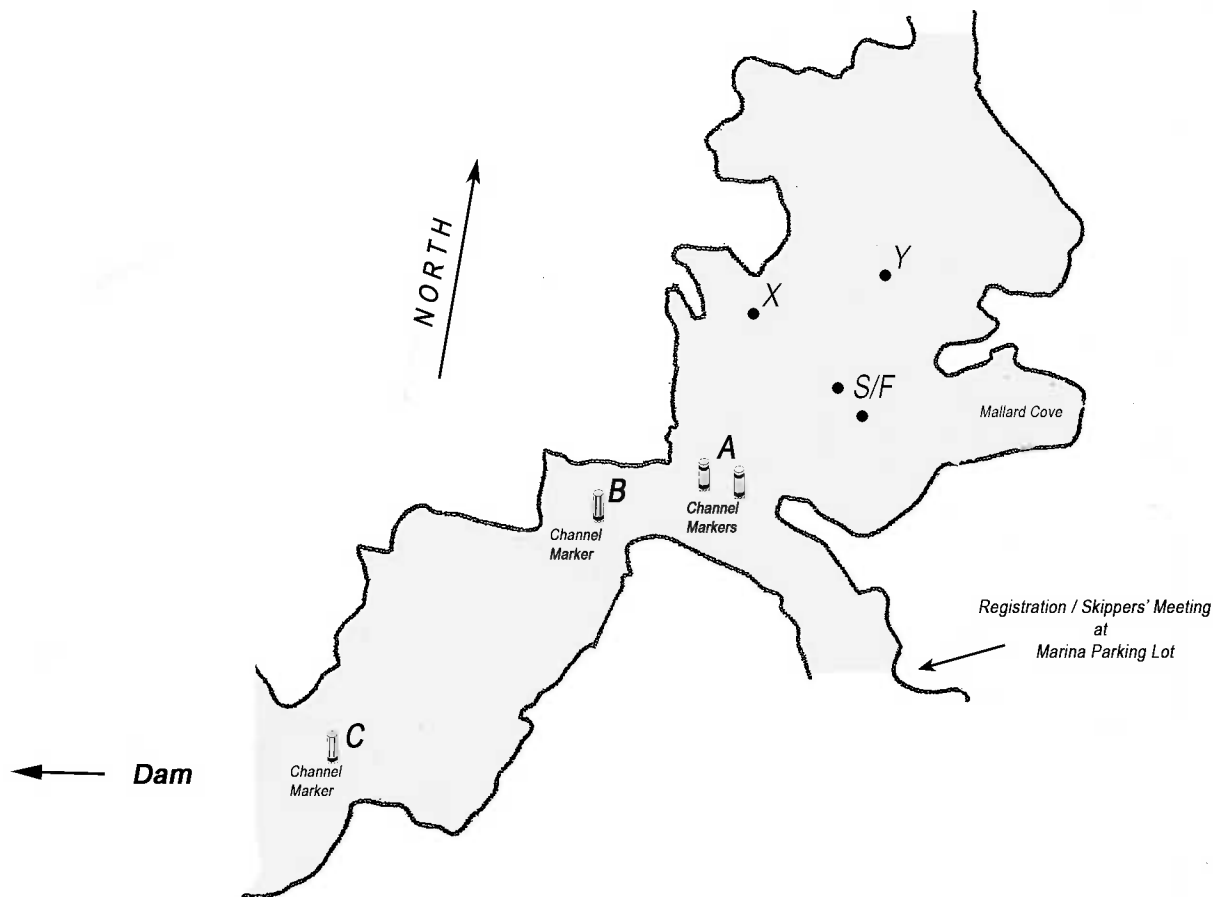 NORTH
Y
X
S/F
Mallard Cove
A
Channel
Markers
B
Channel
Marker
Registration / Skippers' Meeting
at
Marina Parking Lot
C
Channel
Marker
Dam